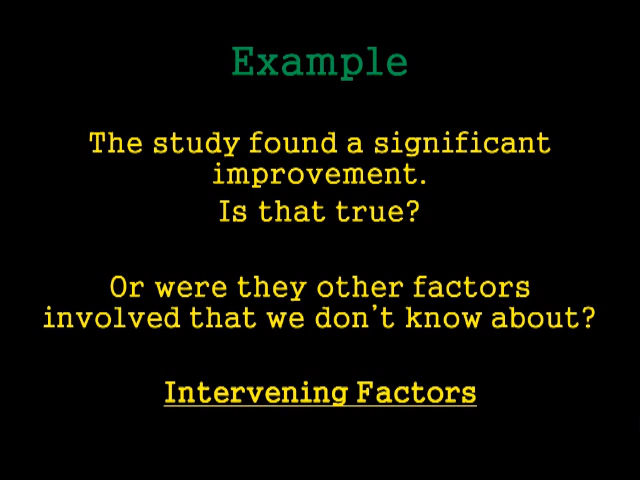 Example
The study found a significant
improvement.
Is that true?
Or were they other factors
involved that we don't know about?
Intervening Factors